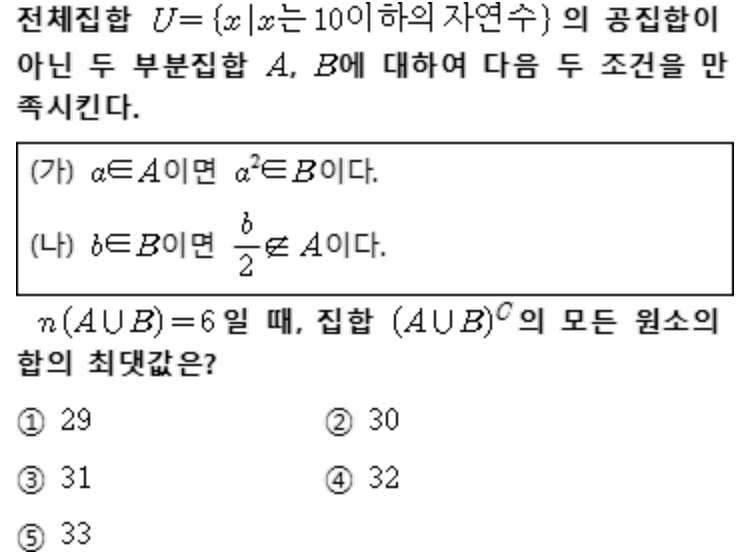 전체집합 U={x|x는 10이하의 자연수} 의 공집합이
아닌 두 부분집합 A, B에 대하여 다음 두 조건을 만
족시킨다.
(가) a∈A이면 a²∈B이다.
(나) b∈B이면 b/2∉A이다.
n(A∪B)=6일 때, 집합 (A∪B)^C의 모든 원소의
합의 최댓값은?
① 29 ② 30
③ 31 ④ 32
⑤ 33